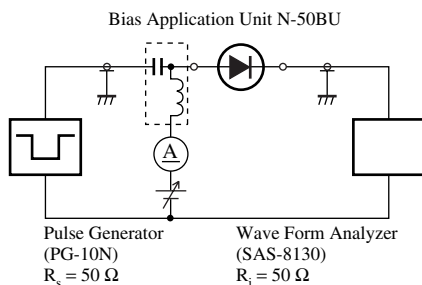 Bias Application Unit N-50BU
A
Pulse Generator
(PG-10N)
Rs = 50 Ω
Wave Form Analyzer
(SAS-8130)
Ri = 50 Ω